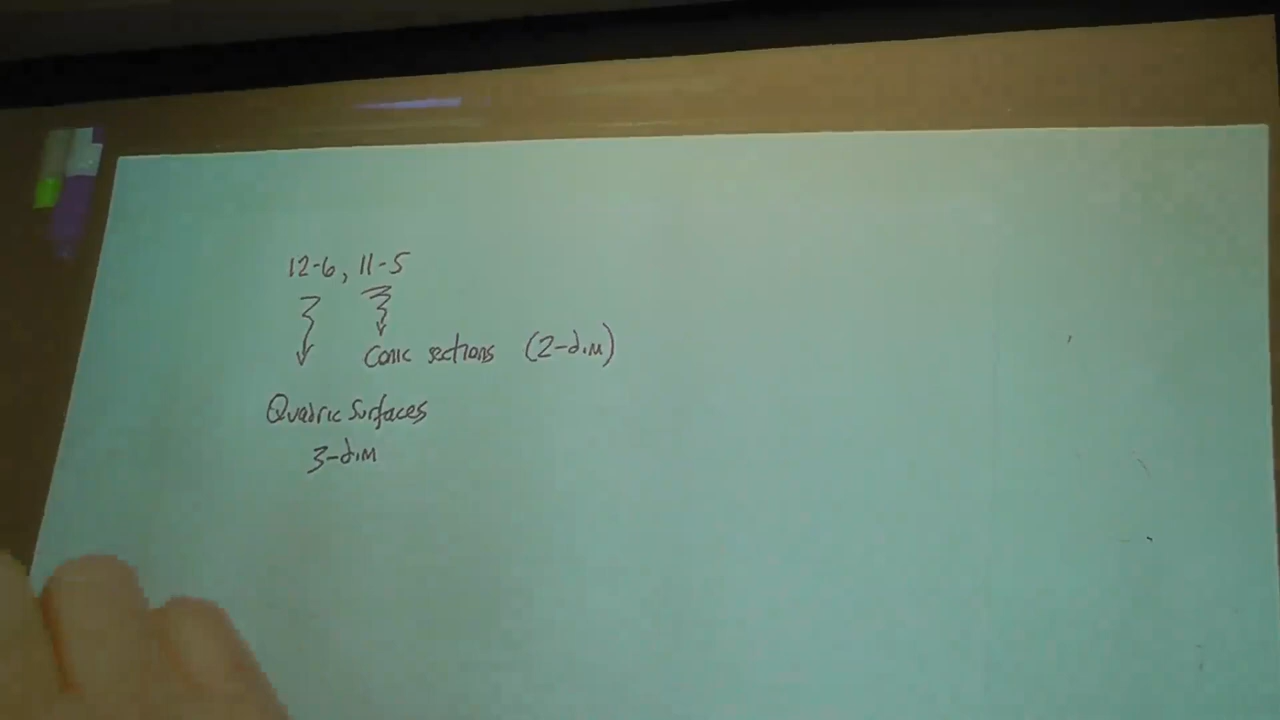 12-6, 11-5
Conic sections (2-dim)
Quadric Surfaces
3-dim